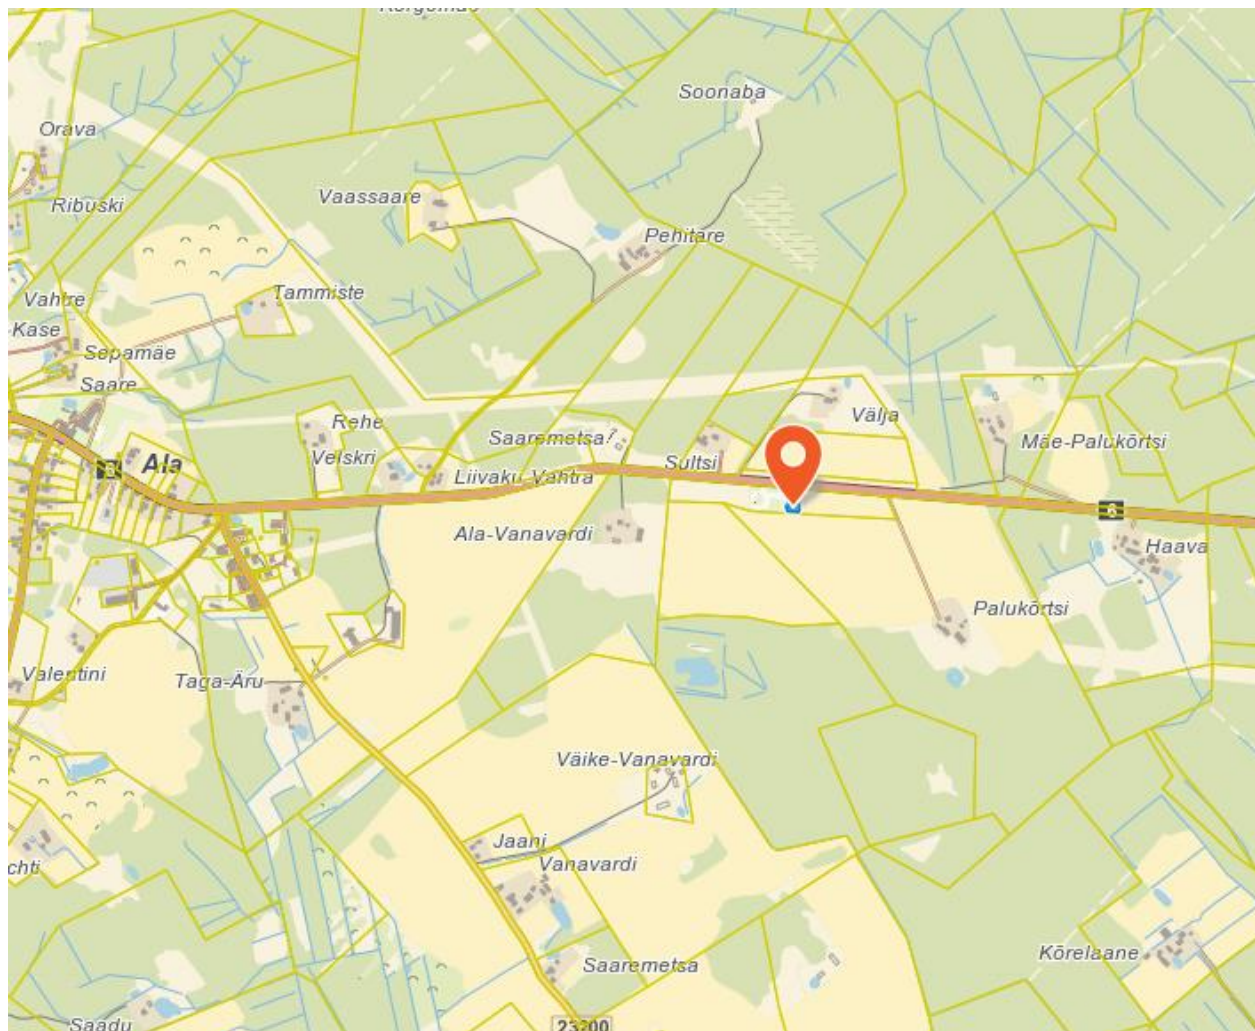 Soonaba
Orava
Vaassaare
Ribuski
Pehitare
Tammiste
Vahtre
-Kase
Sepamäe
Saare
Rehe
Välja
Saaremetsa
Mäe-Palukõrtsi
Velskri
Sultsi
Ala
6
Liivaku-Vahtra
6
Ala-Vanavardi
Haava
Palukõrtsi
Valentini
Taga-Äru
Väike-Vanavardi
Jaani
chti
Vanavardi
Kõrelaane
Saaremetsa
Saadu
23200